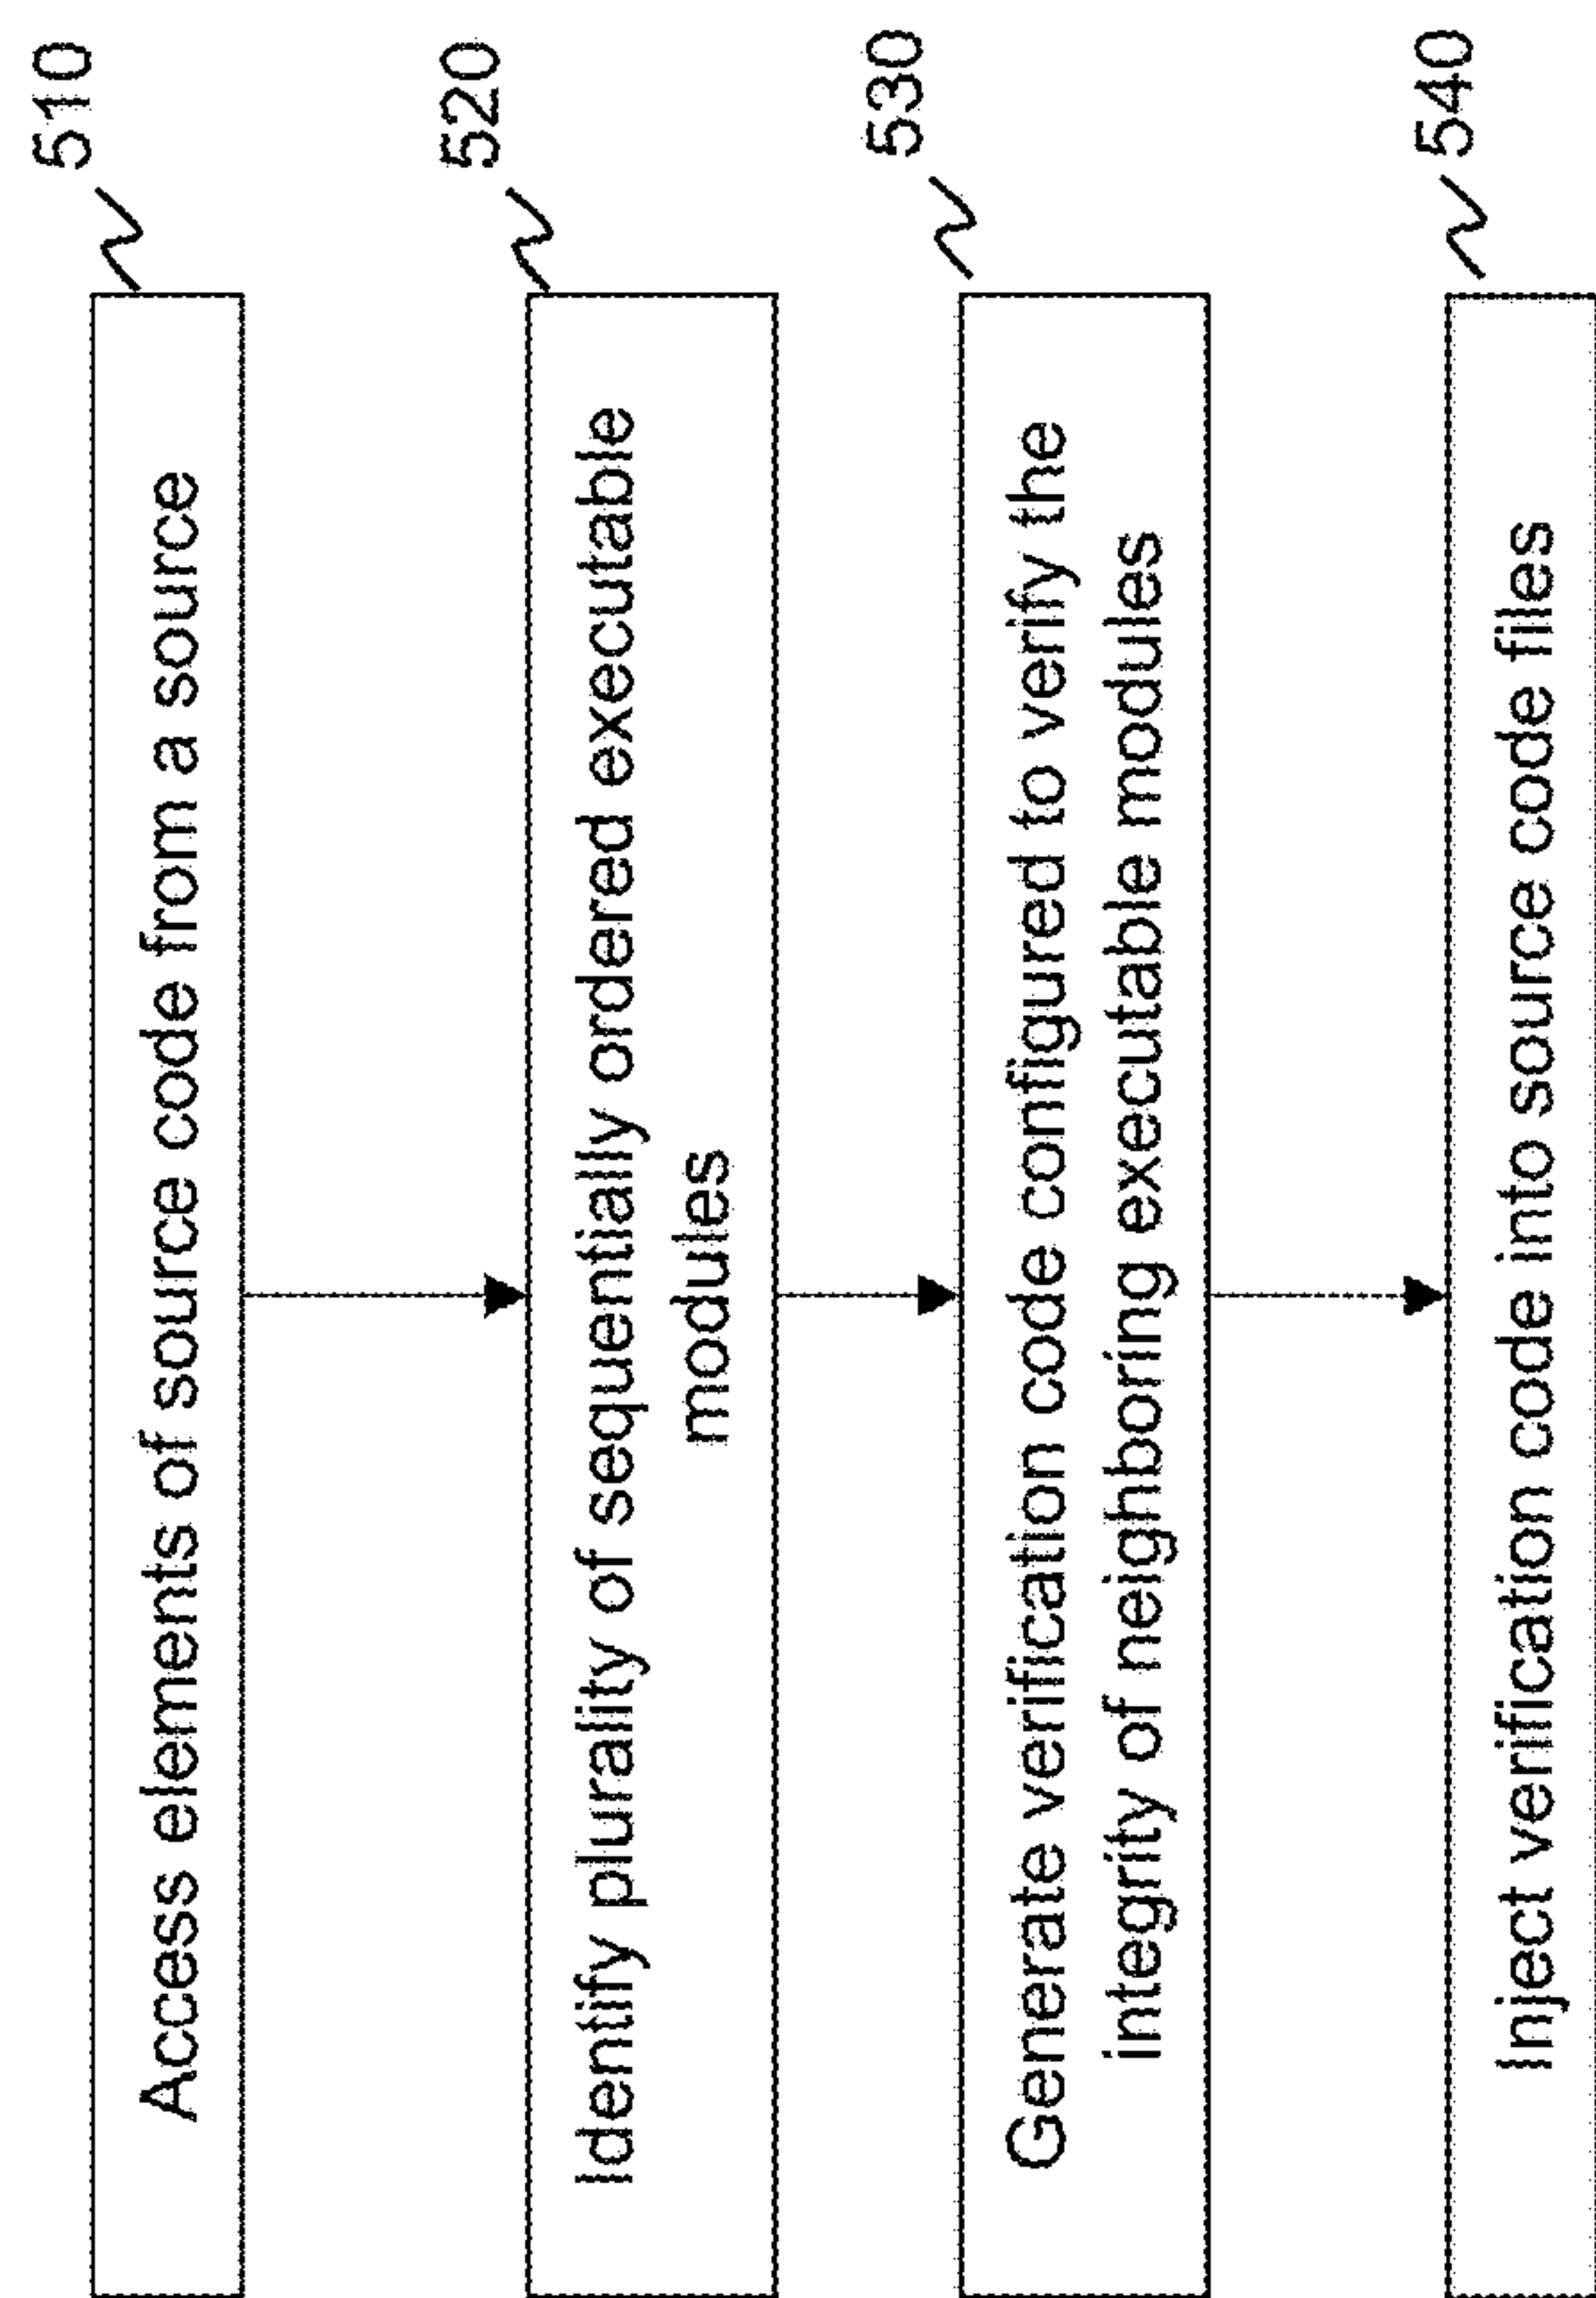 510
Access elements of source code from a source
520
Identify plurality of sequentially ordered executable
modules
530
Generate verification code configured to verify the
integrity of neighboring executable modules
540
Inject verification code into source code files